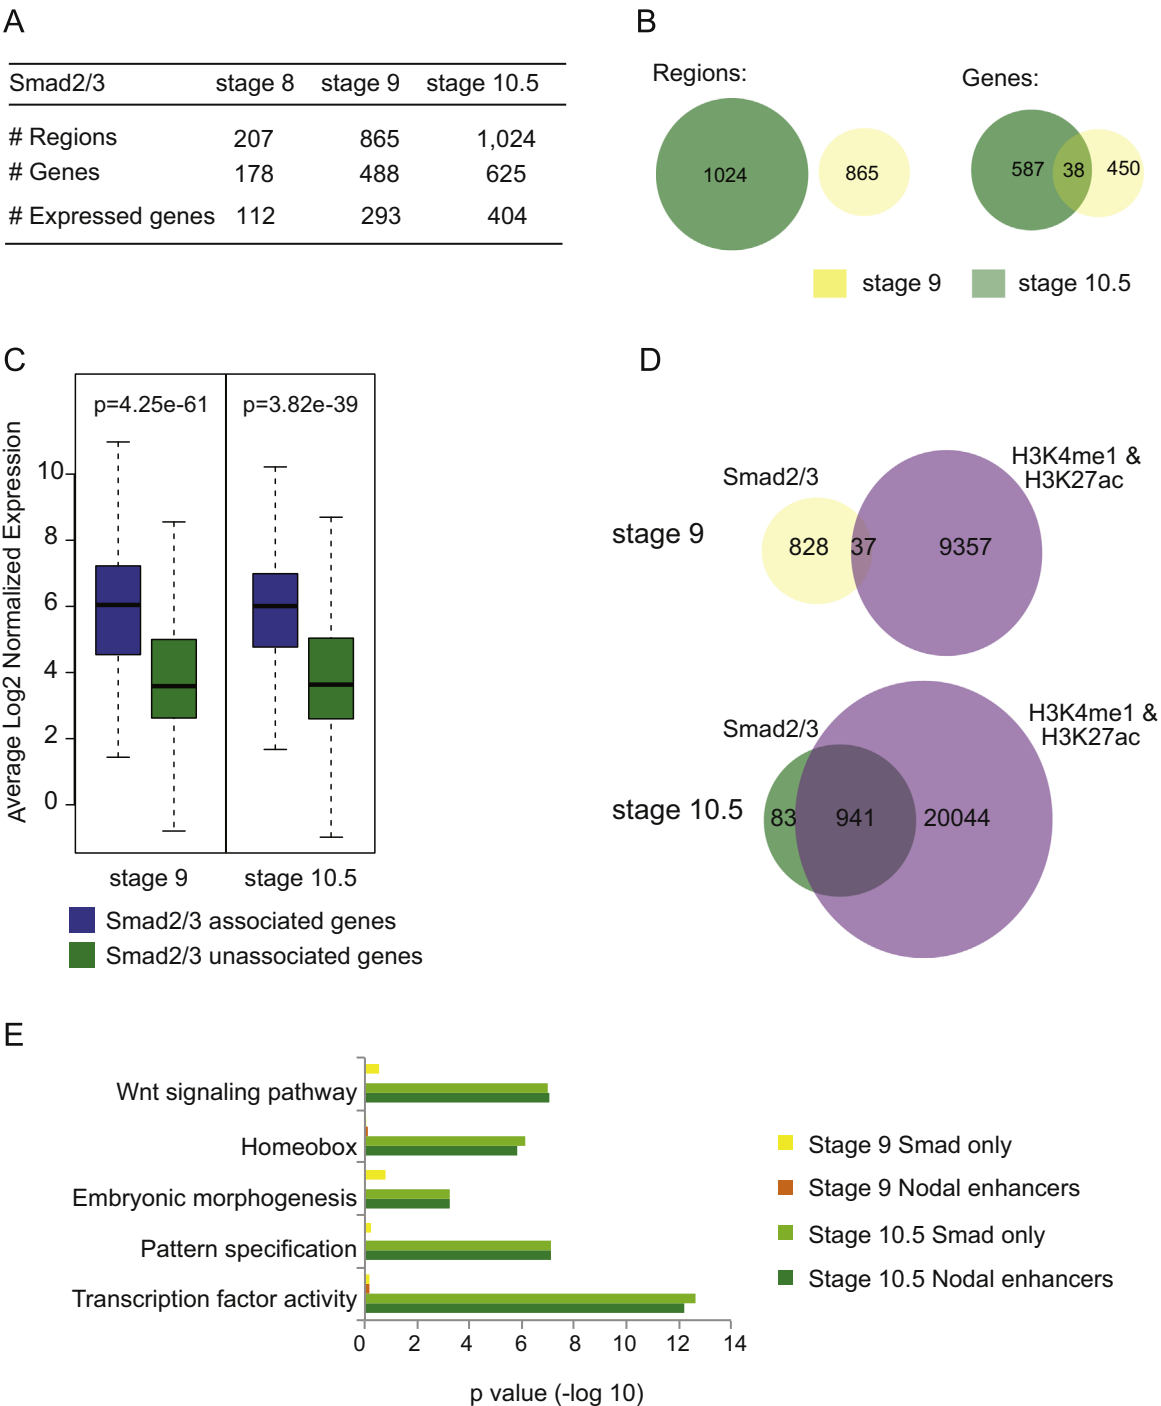 A
Smad2/3 stage 8 stage 9 stage 10.5
# Regions 207 865 1,024
# Genes 178 488 625
# Expressed genes 112 293 404
B
Regions:
Genes:
1024
865
587 38 450
stage 9
stage 10.5
C
Average Log2 Normalized Expression
p=4.25e-61
p=3.82e-39
10
8
6
4
2
0
stage 9
stage 10.5
Smad2/3 associated genes
Smad2/3 unassociated genes
D
stage 9
Smad2/3
H3K4me1 &
H3K27ac
828 37 9357
stage 10.5
Smad2/3
H3K4me1 &
H3K27ac
83 941 20044
E
Wnt signaling pathway
Homeobox
Embryonic morphogenesis
Pattern specification
Transcription factor activity
0 2 4 6 8 10 12 14
p value (-log 10)
Stage 9 Smad only
Stage 9 Nodal enhancers
Stage 10.5 Smad only
Stage 10.5 Nodal enhancers